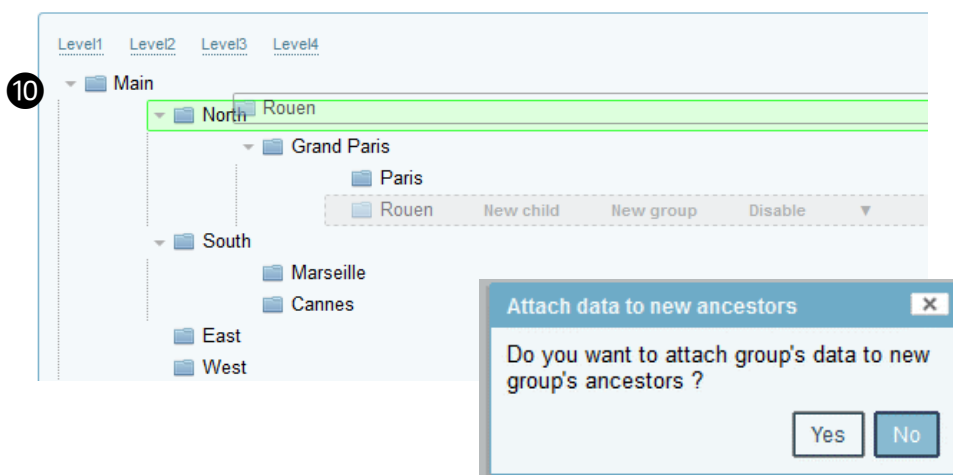 Level1 Level2 Level3 Level4
10 Main
North Rouen
Grand Paris
Paris
Rouen New child New group Disable ▼
South
Marseille
Cannes
East
West
Attach data to new ancestors ✕
Do you want to attach group's data to new
group's ancestors ?
Yes No